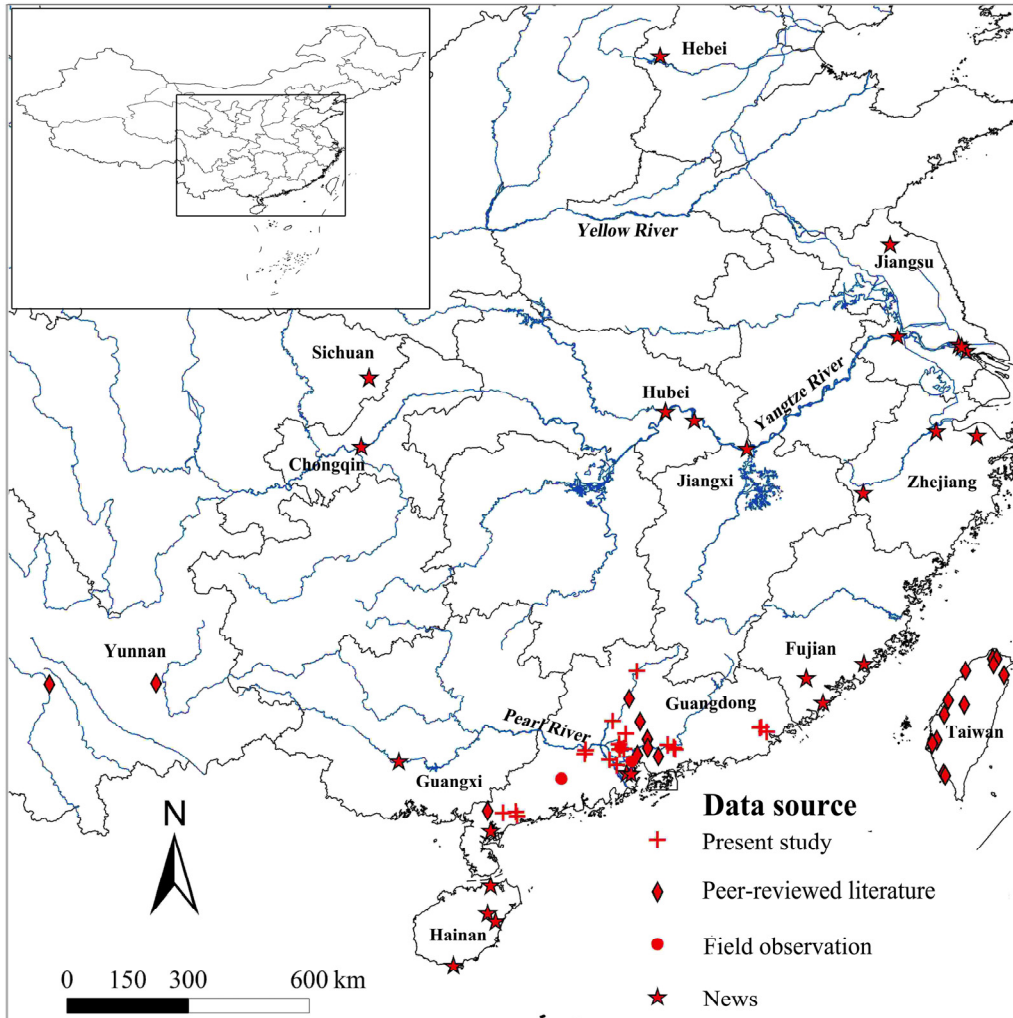 Hebei
Yellow River
Jiangsu
Sichuan
Hubei
Yangtze River
Chongqin
Jiangxi
Zhejiang
Yunnan
Fujian
Guangdong
Pearl River
Taiwan
Guangxi
N
Data source
Present study
Peer-reviewed literature
Hainan
Field observation
0 150 300 600 km
News